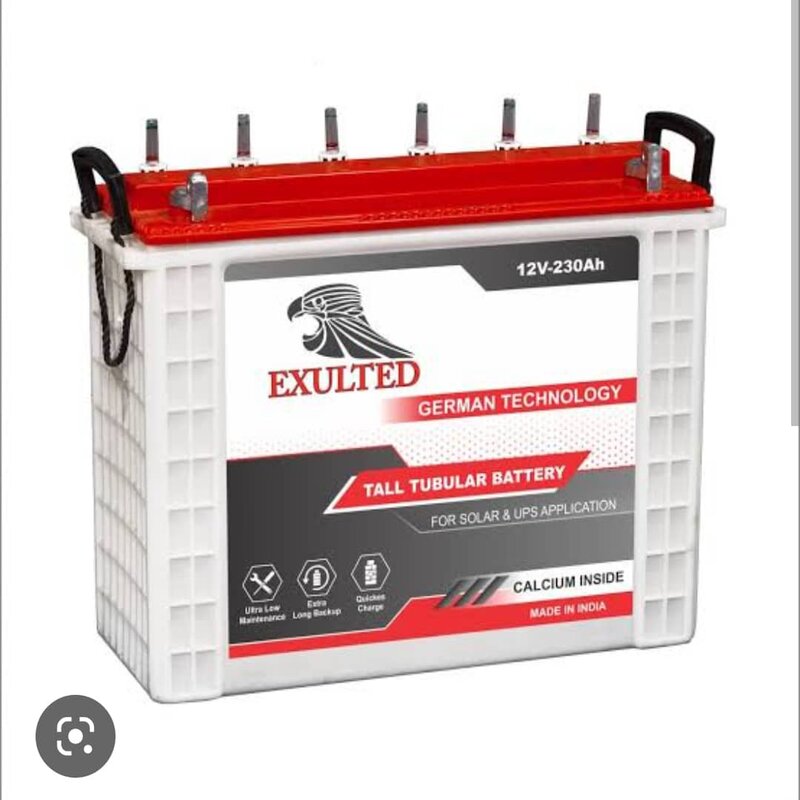 12V-230Ah
EXULTED
GERMAN TECHNOLOGY
TALL TUBULAR BATTERY
FOR SOLAR & UPS APPLICATION
Ultra Low
Maintenance
Extra
Long Backup
Quickes
Charge
CALCIUM INSIDE
MADE IN INDIA